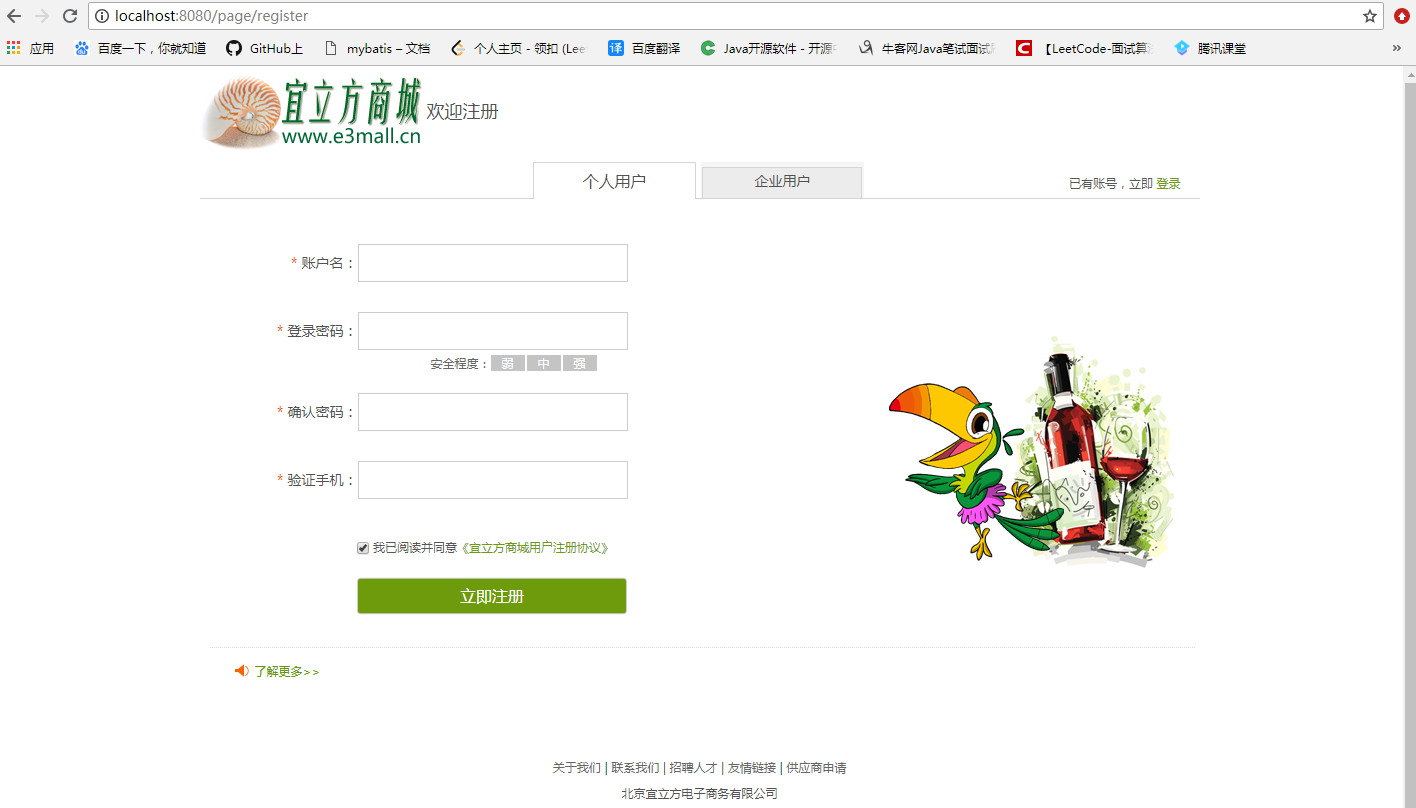 localhost:8080/page/register
应用 百度一下，你就知道 GitHub上 mybatis – 文档 个人主页 - 领扣 (Lee 百度翻译 Java开源软件 - 开源 牛客网Java笔试面试 【LeetCode-面试算 腾讯课堂 »
宜立方商城
www.e3mall.cn
欢迎注册
个人用户 企业用户 已有账号，立即 登录
* 账户名：
* 登录密码：
安全程度： 弱 中 强
* 确认密码：
* 验证手机：
我已阅读并同意《宜立方商城用户注册协议》
立即注册
了解更多>>
关于我们 | 联系我们 | 招聘人才 | 友情链接 | 供应商申请
北京宜立方电子商务有限公司